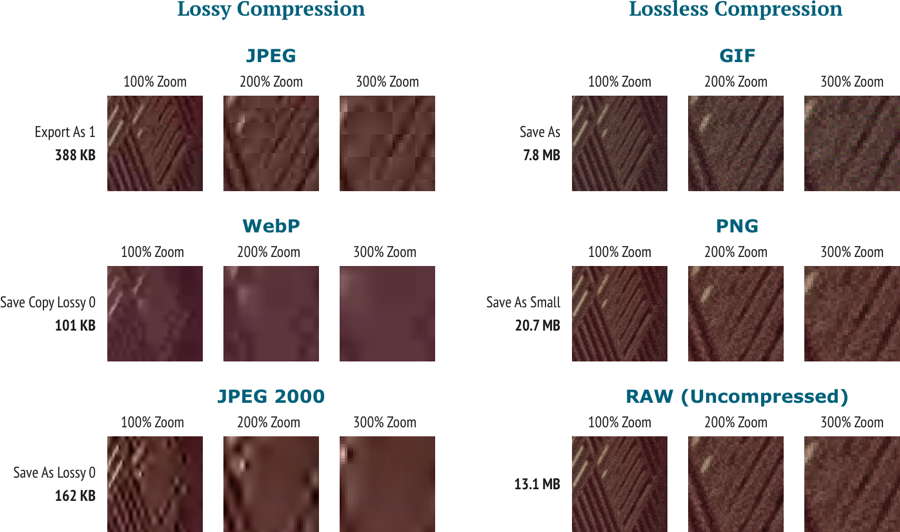 Lossy Compression
JPEG
100% Zoom 200% Zoom 300% Zoom
Export As 1
388 KB
WebP
100% Zoom 200% Zoom 300% Zoom
Save Copy Lossy 0
101 KB
JPEG 2000
100% Zoom 200% Zoom 300% Zoom
Save As Lossy 0
162 KB
Lossless Compression
GIF
100% Zoom 200% Zoom 300% Zoom
Save As
7.8 MB
PNG
100% Zoom 200% Zoom 300% Zoom
Save As Small
20.7 MB
RAW (Uncompressed)
100% Zoom 200% Zoom 300% Zoom
13.1 MB